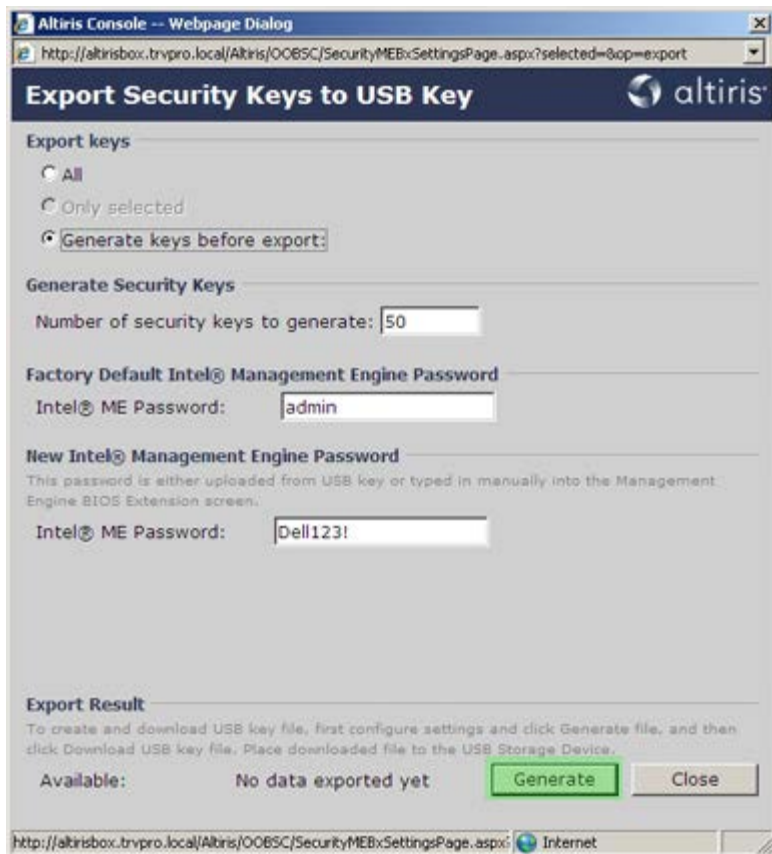 Altiris Console -- Webpage Dialog
http://altirisbox.trvpro.local/Altiris/OOBSC/SecurityMEBxSettingsPage.aspx?selected=&op=export
Export Security Keys to USB Key
altiris
Export keys
All
Only selected
Generate keys before export:
Generate Security Keys
Number of security keys to generate: 50
Factory Default Intel® Management Engine Password
Intel® ME Password: admin
New Intel® Management Engine Password
This password is either uploaded from USB key or typed in manually into the Management
Engine BIOS Extension screen.
Intel® ME Password: Dell123!
Export Result
To create and download USB key file, first configure settings and click Generate file, and then
click Download USB key file. Place downloaded file to the USB Storage Device.
Available: No data exported yet Generate Close
http://altirisbox.trvpro.local/Altiris/OOBSC/SecurityMEBxSettingsPage.aspx? Internet